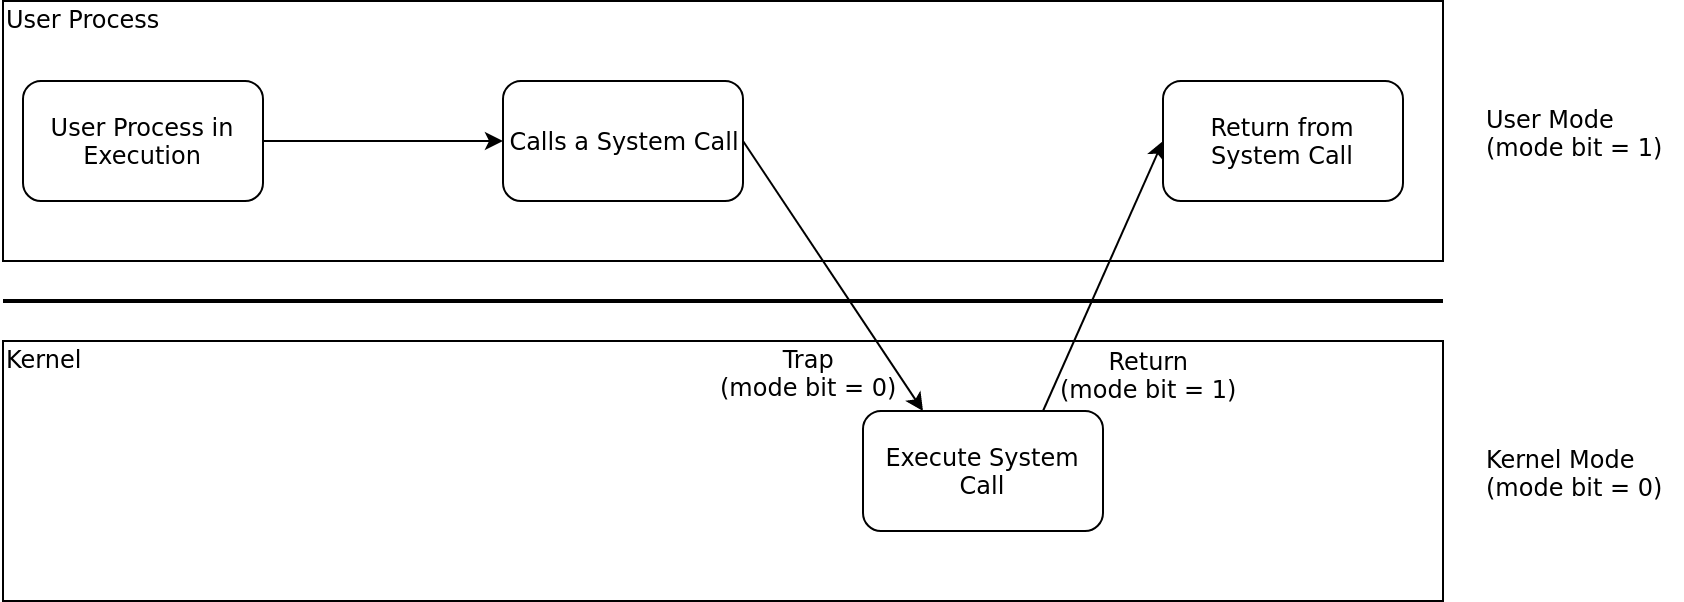 User Process
User Process in
Execution
Calls a System Call
Return from
System Call
User Mode
(mode bit = 1)
Kernel
Trap
(mode bit = 0)
Return
(mode bit = 1)
Execute System
Call
Kernel Mode
(mode bit = 0)